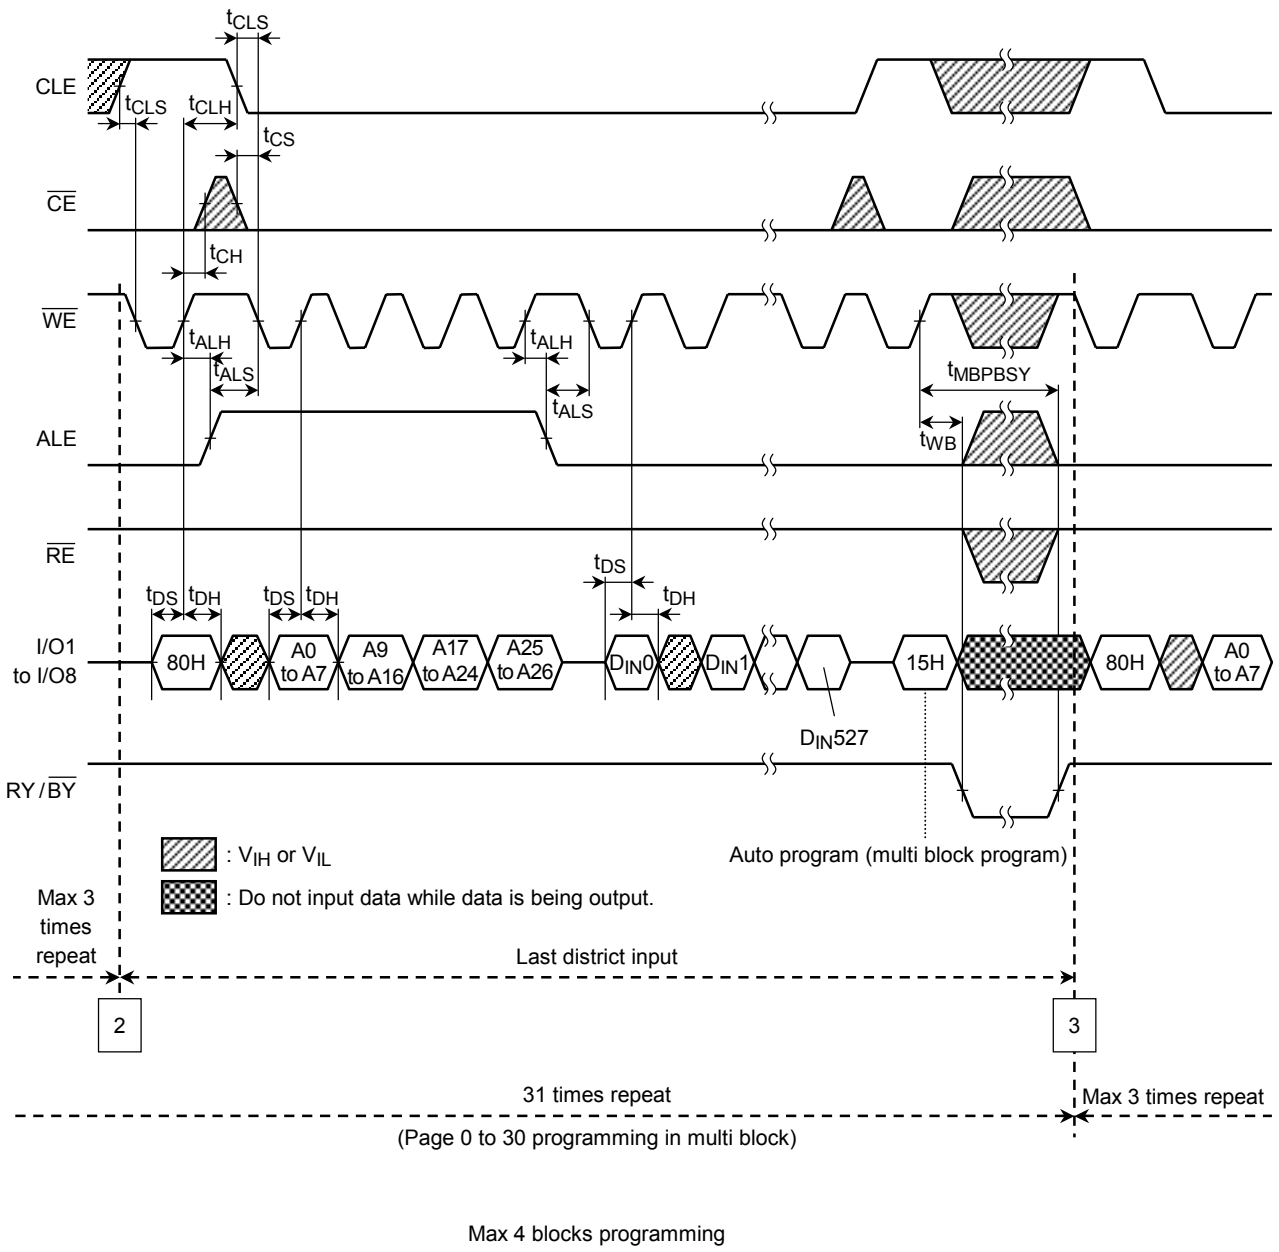 tCLS
CLE
tCLS
tCLH
tCS
CE
tCH
WE
tALH
tALH
tALS
tALS
tMBPBSY
ALE
tWB
RE
tDS
tDS
tDH
tDS
tDH
tDH
I/O1
to I/O8
80H
A0
to A7
A9
to A16
A17
to A24
A25
to A26
DIN0
DIN1
15H
80H
A0
to A7
DIN527
RY/BY
: VIH or VIL
Auto program (multi block program)
: Do not input data while data is being output.
Max 3
times
repeat
Last district input
2
3
31 times repeat
Max 3 times repeat
(Page 0 to 30 programming in multi block)
Max 4 blocks programming